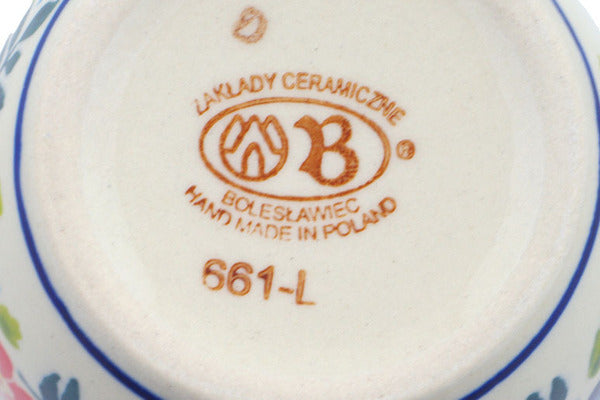 ZAKŁADY CERAMICZNE
B ®
BOLESŁAWIEC
HAND MADE IN POLAND
661-L